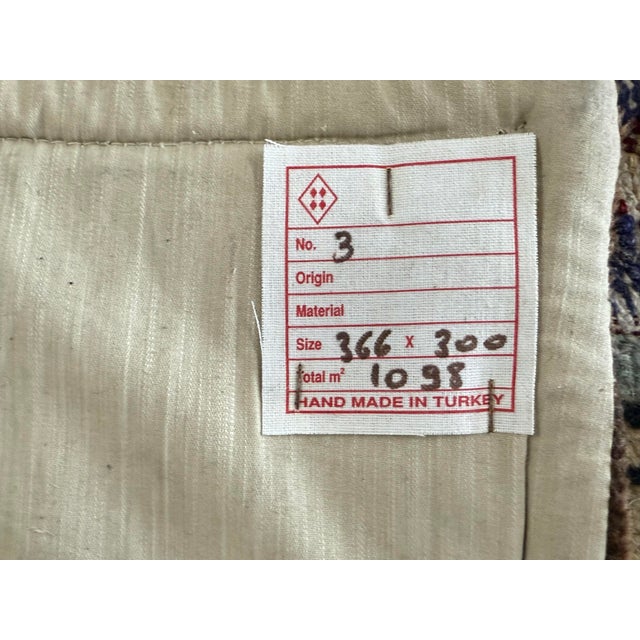 No. 3
Origin
Material
Size 366 x 300
Total m² 10 98
HAND MADE IN TURKEY